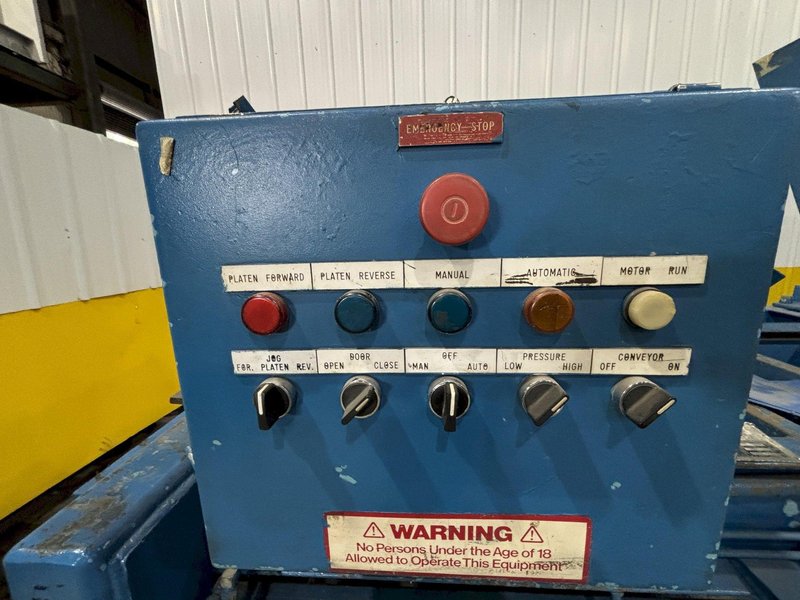 EMERGENCY STOP
PLATEN FORWARD
PLATEN REVERSE
MANUAL
AUTOMATIC
MOTOR RUN
JOG
FOR. PLATEN REV.
DOOR
OPEN CLOSE
OFF
MAN AUTO
PRESSURE
LOW HIGH
CONVEYOR
OFF ON
WARNING
No Persons Under the Age of 18
Allowed to Operate This Equipment